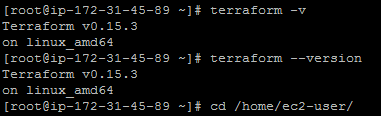 [root@ip-172-31-45-89 ~]# terraform -v
Terraform v0.15.3
on linux_amd64
[root@ip-172-31-45-89 ~]# terraform --version
Terraform v0.15.3
on linux_amd64
[root@ip-172-31-45-89 ~]# cd /home/ec2-user/